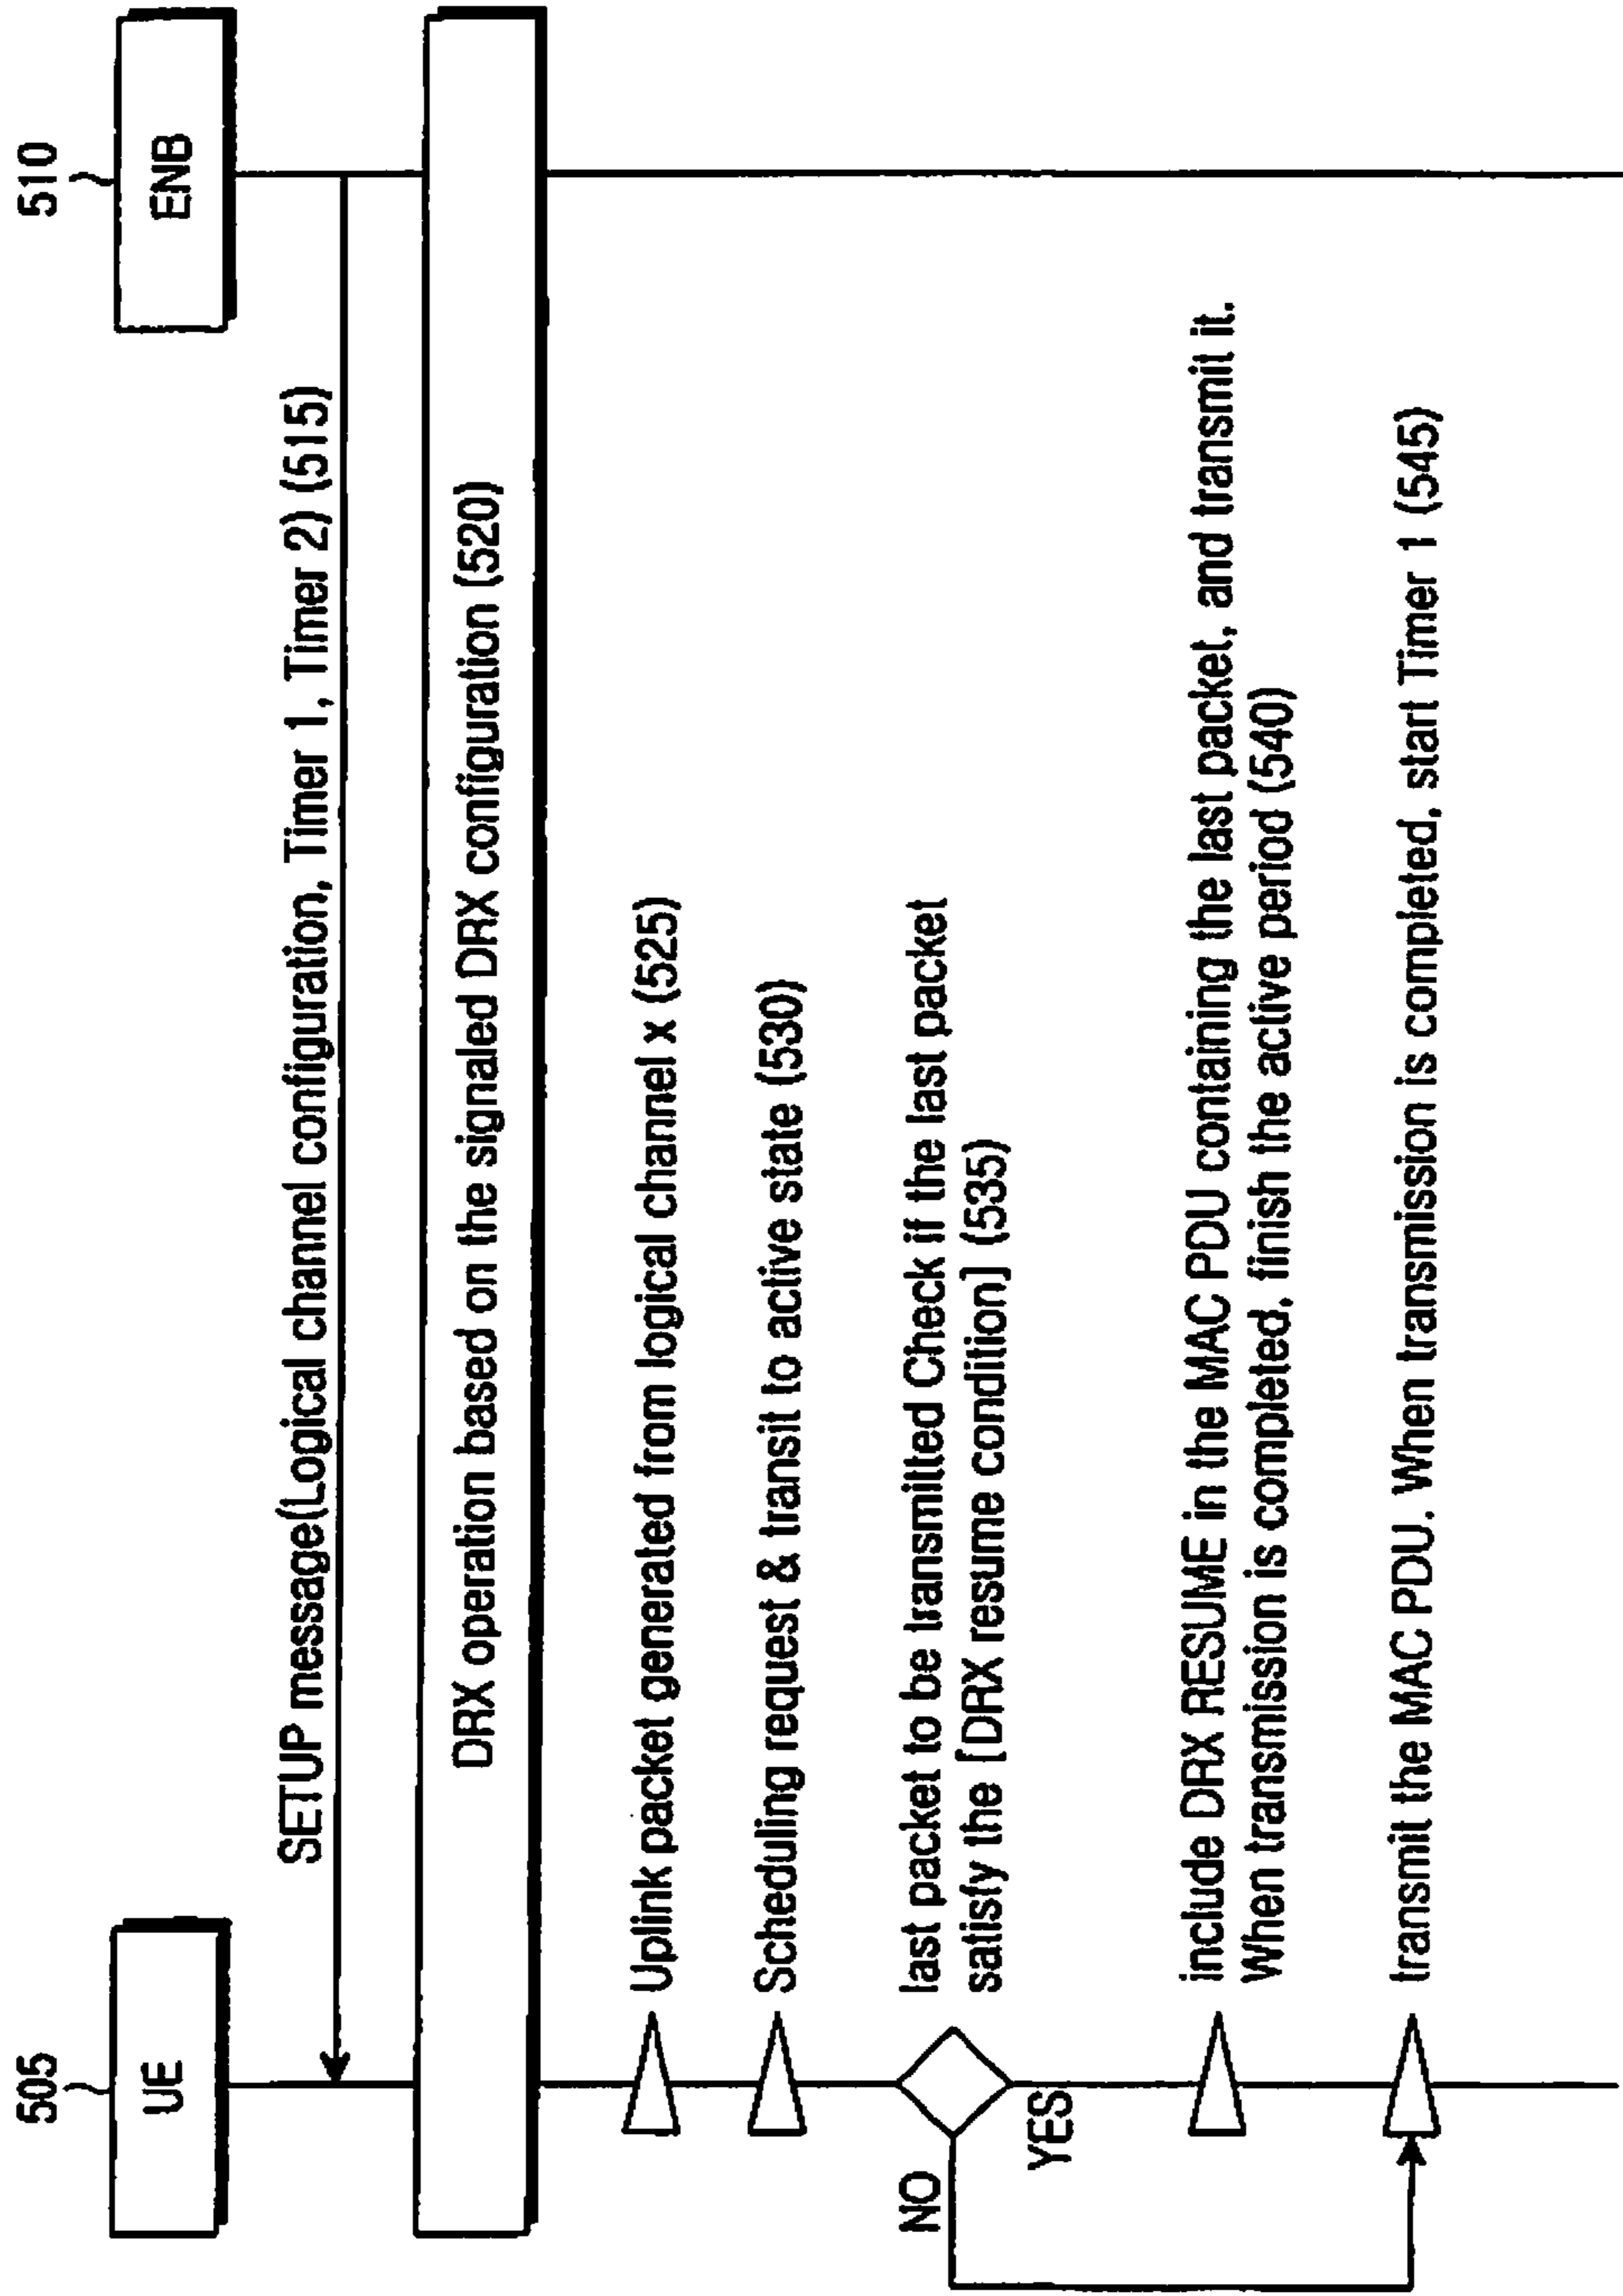 505
510
UE
ENB
SETUP message(Logical channel configuration, Timer 1, Timer 2) (515)
DRX operation based on the signaled DRX configuration (520)
Uplink packet generated from logical channel x (525)
Scheduling request & transit to active state (530)
last packet to be transmitted Check if the last packet
satisfy the [DRX resume condition] (535)
NO
YES
include DRX RESUME in the MAC PDU containing the last packet, and transmit it.
When transmission is completed, finish the active period (540)
transmit the MAC PDU. When transmission is completed, start Timer 1 (545)